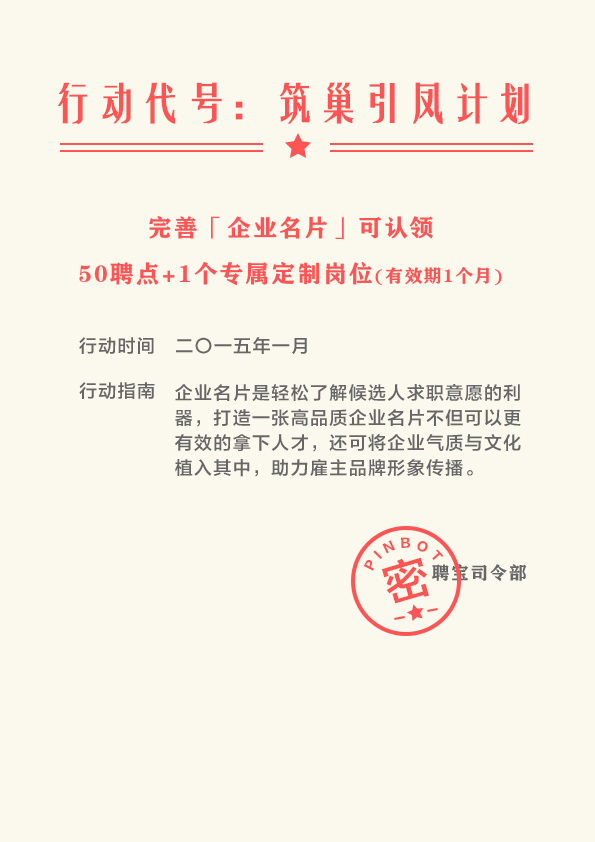 行动代号：筑巢引凤计划
完善「企业名片」可认领
50聘点+1个专属定制岗位(有效期1个月)
行动时间 二〇一五年一月
行动指南 企业名片是轻松了解候选人求职意愿的利
器，打造一张高品质企业名片不但可以更
有效的拿下人才，还可将企业气质与文化
植入其中，助力雇主品牌形象传播。
PINBOT
密
聘宝司令部